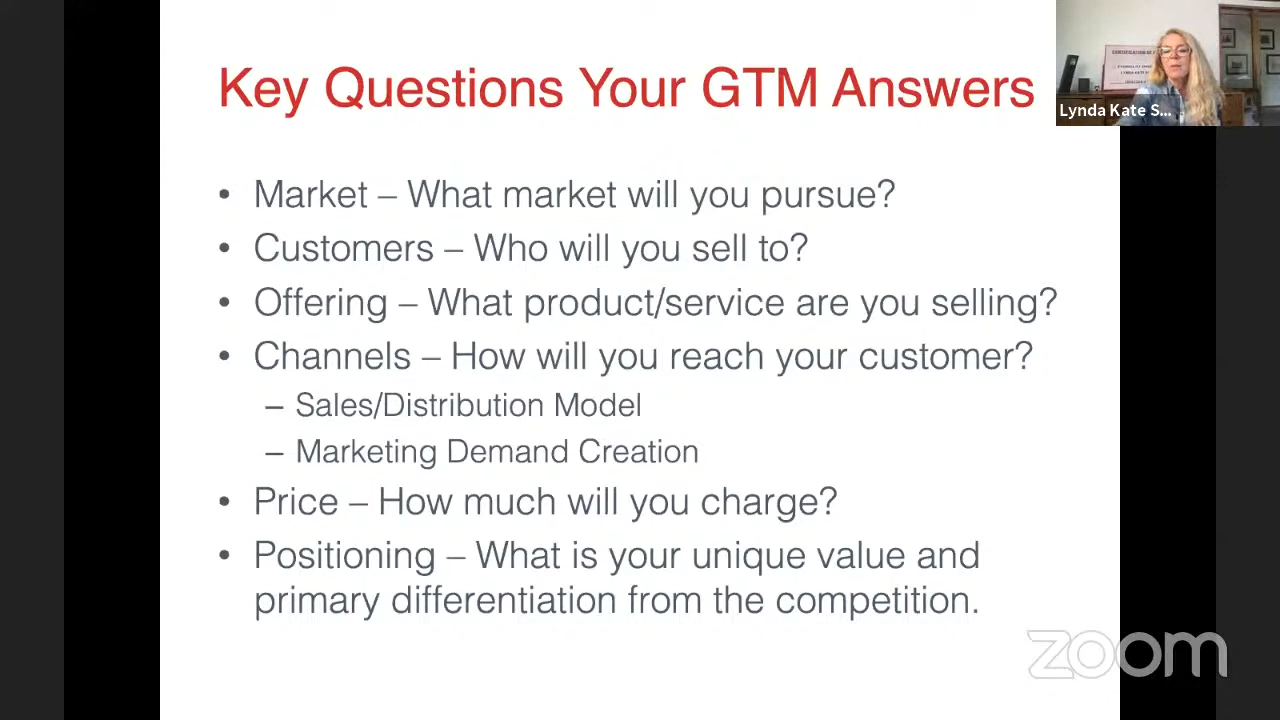 Key Questions Your GTM Answers
• Market – What market will you pursue?
• Customers – Who will you sell to?
• Offering – What product/service are you selling?
• Channels – How will you reach your customer?
– Sales/Distribution Model
– Marketing Demand Creation
• Price – How much will you charge?
• Positioning – What is your unique value and
primary differentiation from the competition.
Lynda Kate S...
zoom